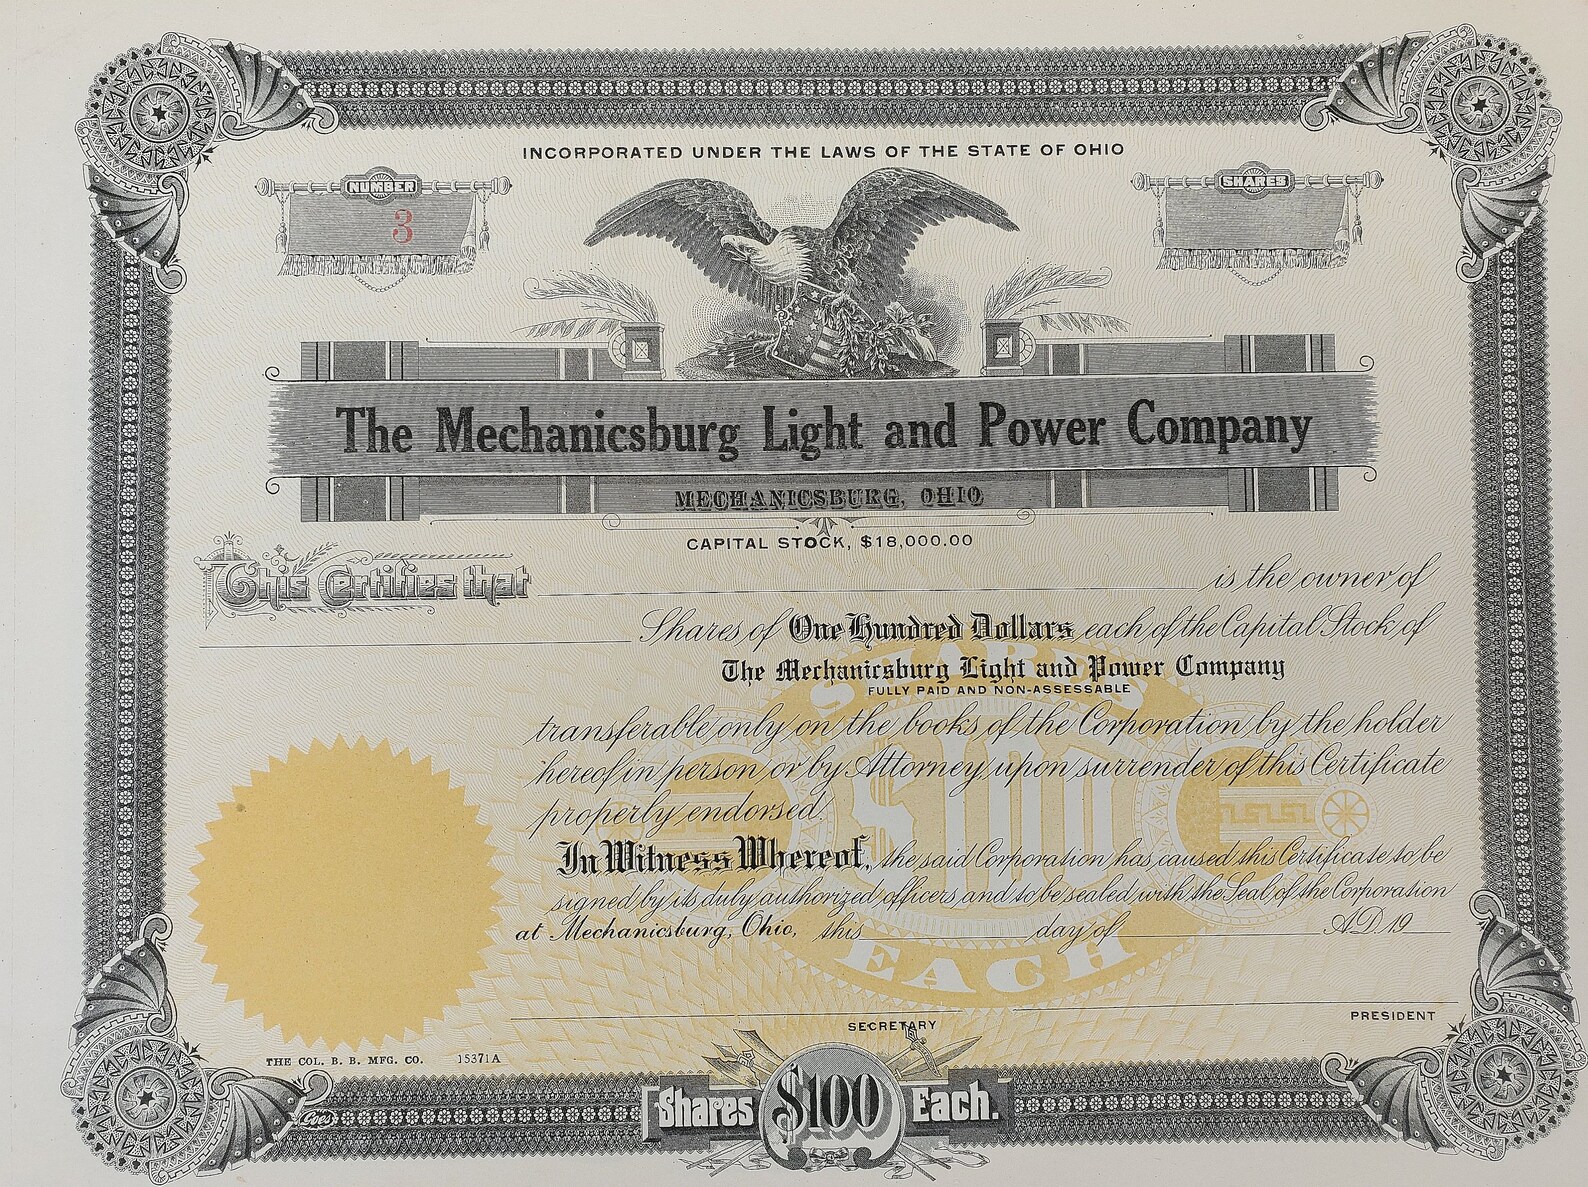 INCORPORATED UNDER THE LAWS OF THE STATE OF OHIO
NUMBER
3
SHARES
The Mechanicsburg Light and Power Company
MECHANICSBURG, OHIO
CAPITAL STOCK, $18,000.00
This Certifies that is the owner of
Shares of One Hundred Dollars each of the Capital Stock of
The Mechanicsburg Light and Power Company
FULLY PAID AND NON-ASSESSABLE
transferable only on the books of the Corporation by the holder
hereof in person or by Attorney upon surrender of this Certificate
properly endorsed.
In Witness Whereof, the said Corporation has caused this Certificate to be
signed by its duly authorized officers and to be sealed with the Seal of the Corporation
at Mechanicsburg, Ohio, this day of A.D. 19
SHARES
$100
EACH
SECRETARY
PRESIDENT
THE COL. B. B. MFG. CO. 15371A
Goes
Shares $100 Each.